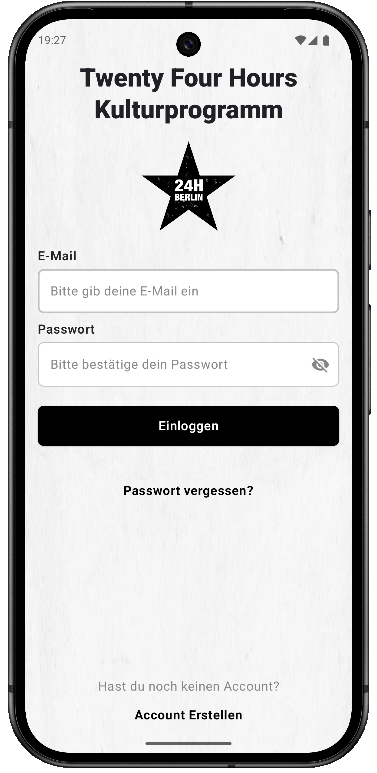 19:27
Twenty Four Hours
Kulturprogramm
24H
BERLIN
E-Mail
Bitte gib deine E-Mail ein
Passwort
Bitte bestätige dein Passwort
Einloggen
Passwort vergessen?
Hast du noch keinen Account?
Account Erstellen